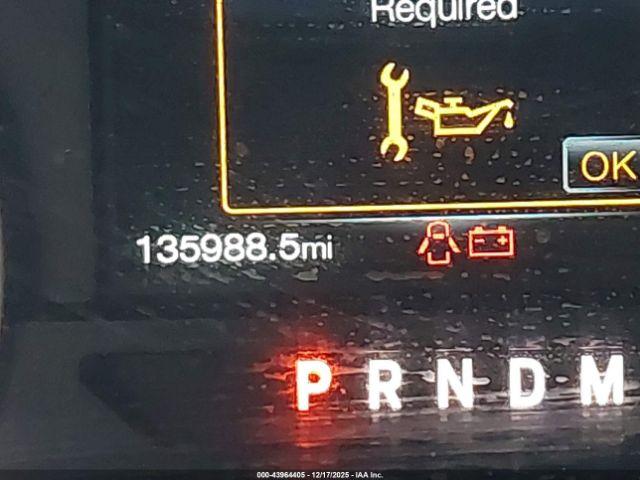 Required
OK
135988.5mi
P R N D M
000-43964405 - 12/17/2025 - IAA Inc.